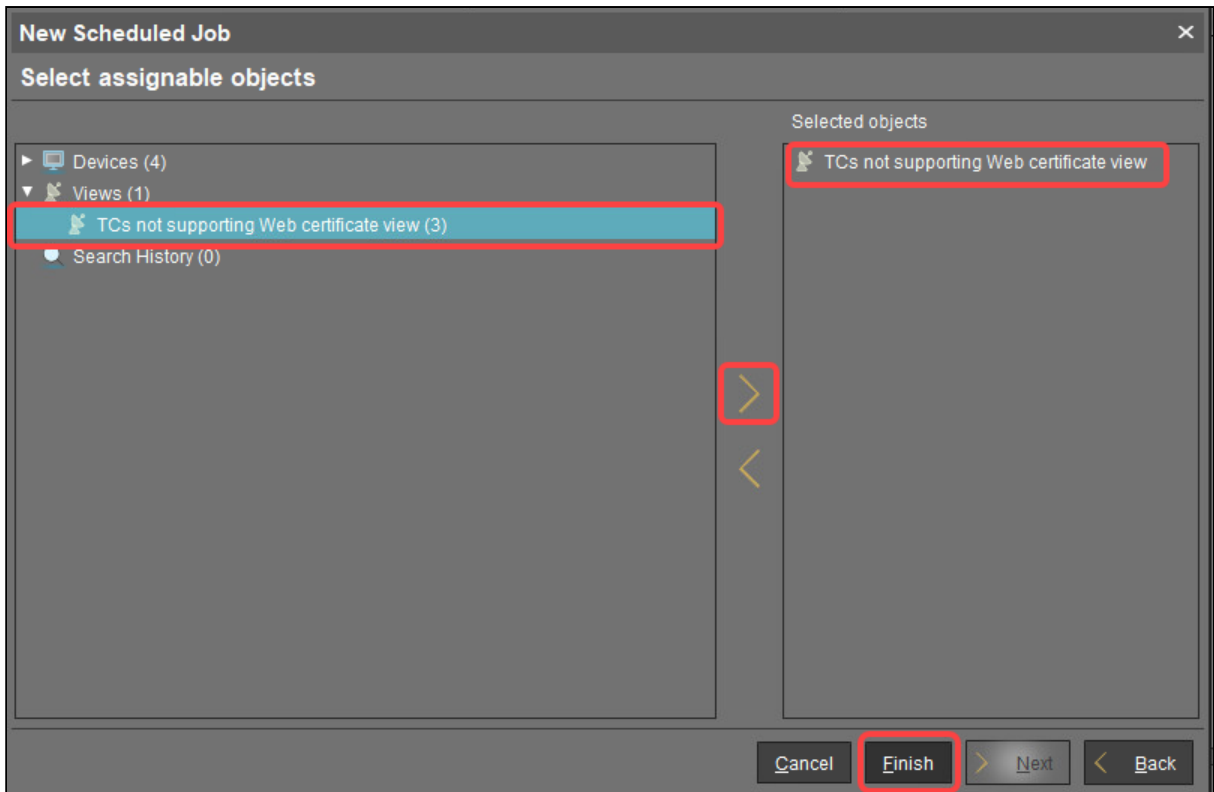 New Scheduled Job
Select assignable objects
Selected objects
Devices (4)
Views (1)
TCs not supporting Web certificate view (3)
Search History (0)
TCs not supporting Web certificate view
Cancel
Finish
Next
Back